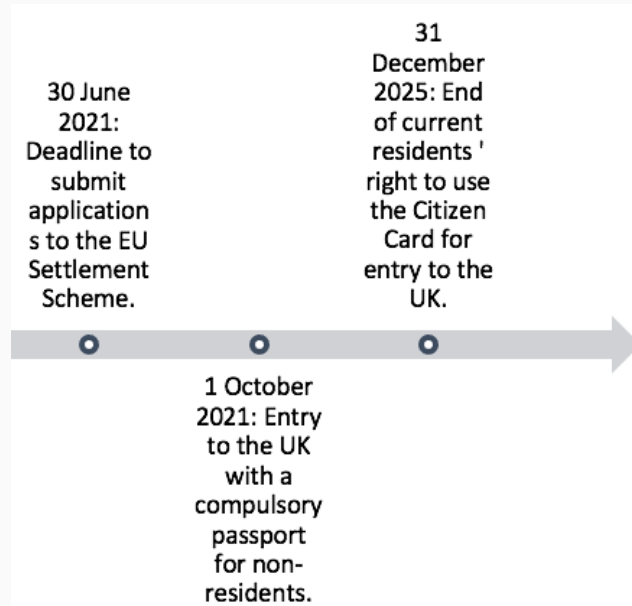 30 June
2021:
Deadline to
submit
application
s to the EU
Settlement
Scheme.
1 October
2021: Entry
to the UK
with a
compulsory
passport
for non-
residents.
31
December
2025: End
of current
residents '
right to use
the Citizen
Card for
entry to the
UK.